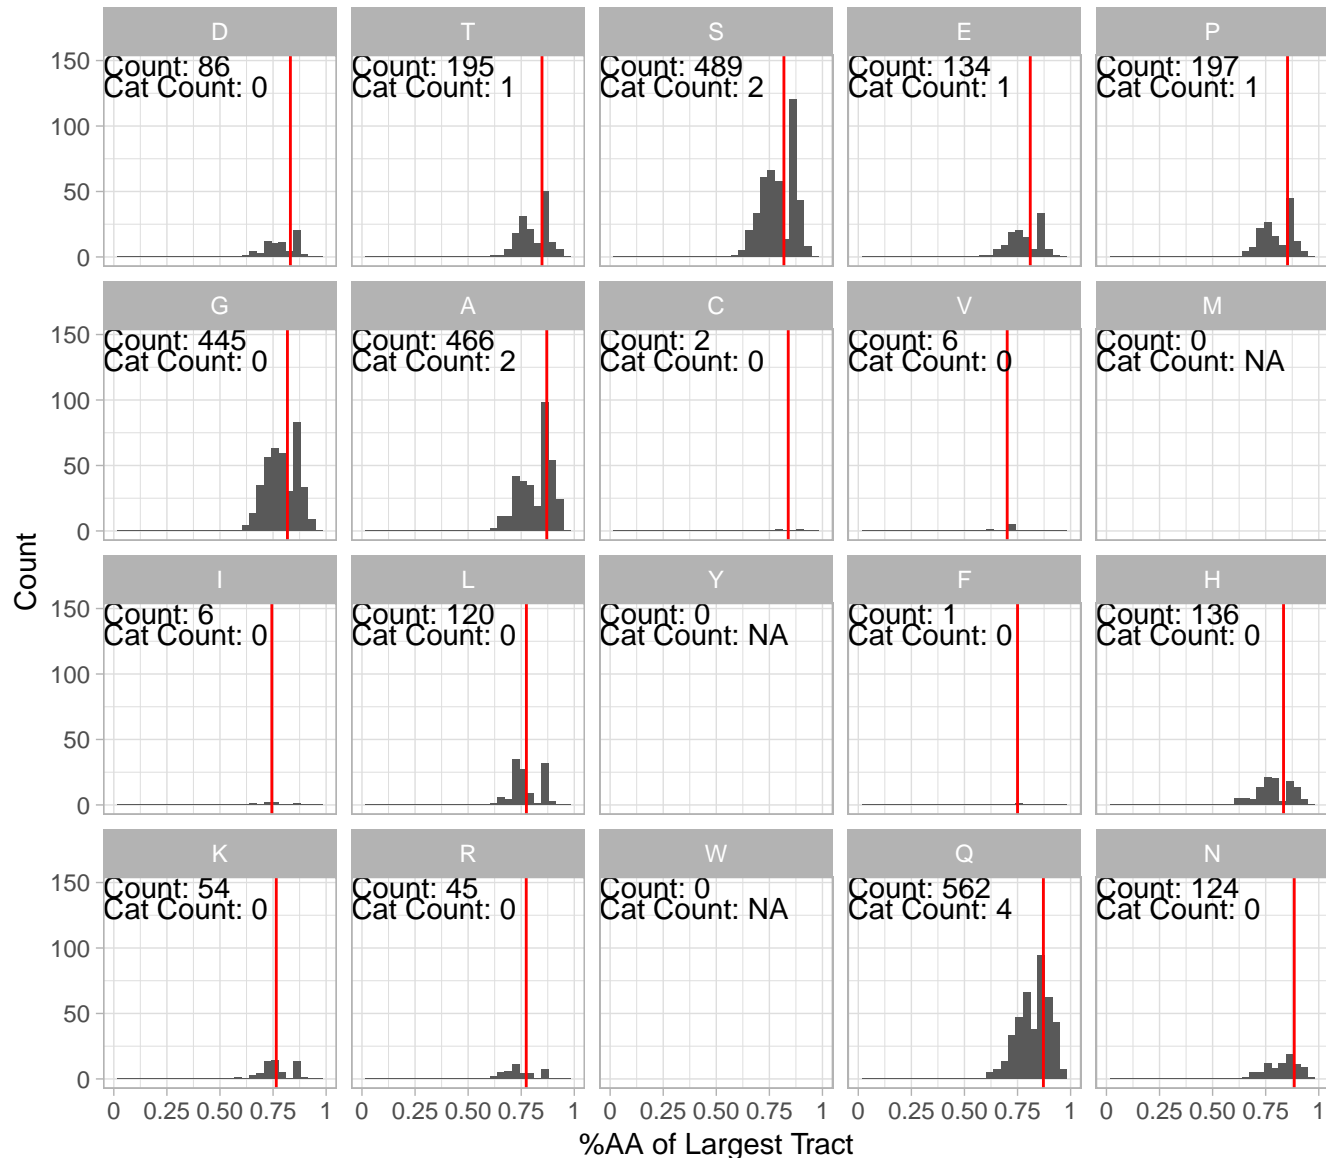 D T S E P
150
Count: 86 Count: 195 Count: 489 Count: 134 Count: 197
Cat Count: 0 Cat Count: 1 Cat Count: 2 Cat Count: 1 Cat Count: 1
100
50
0
G A C V M
150
Count: 445 Count: 466 Count: 2 Count: 6 Count: 0
Cat Count: 0 Cat Count: 2 Cat Count: 0 Cat Count: 0 Cat Count: NA
100
50
0
Count
I L Y F H
150
Count: 6 Count: 120 Count: 0 Count: 1 Count: 136
Cat Count: 0 Cat Count: 0 Cat Count: NA Cat Count: 0 Cat Count: 0
100
50
0
K R W Q N
150
Count: 54 Count: 45 Count: 0 Count: 562 Count: 124
Cat Count: 0 Cat Count: 0 Cat Count: NA Cat Count: 4 Cat Count: 0
100
50
0
0 0.25 0.50 0.75 1 0 0.25 0.50 0.75 1 0 0.25 0.50 0.75 1 0 0.25 0.50 0.75 1 0 0.25 0.50 0.75 1
%AA of Largest Tract